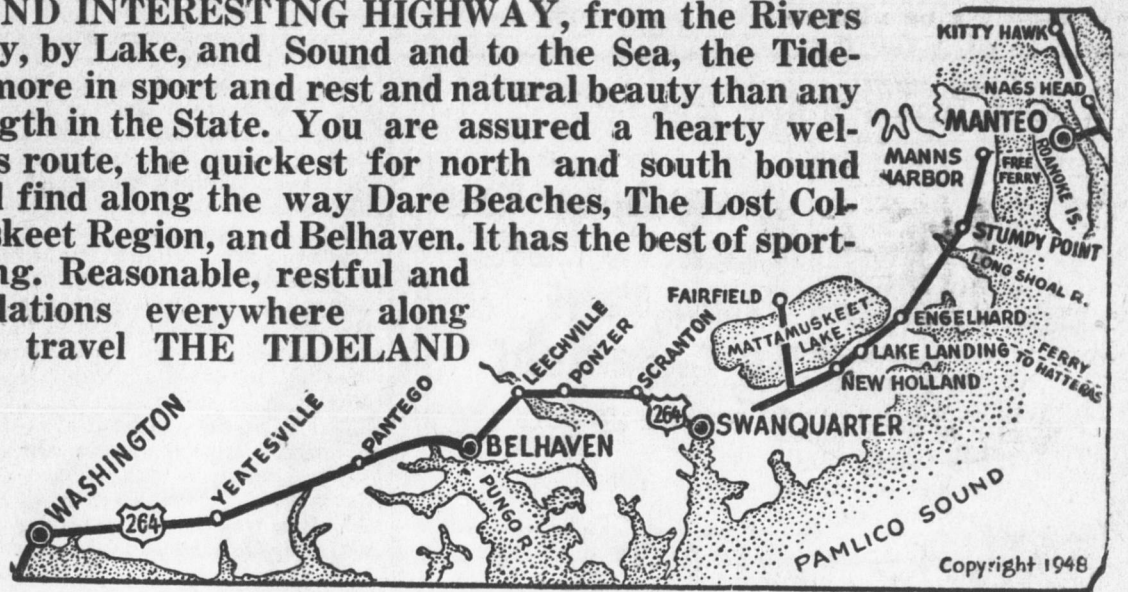 ND INTERESTING HIGHWAY, from the Rivers
y, by Lake, and Sound and to the Sea, the Tide-
more in sport and rest and natural beauty than any
gth in the State. You are assured a hearty wel-
s route, the quickest for north and south bound
l find along the way Dare Beaches, The Lost Col-
skeet Region, and Belhaven. It has the best of sport-
ng. Reasonable, restful and
lations everywhere along
travel THE TIDELAND
KITTY HAWK
NAGS HEAD
MANTEO
MANNS
HARBOR
FREE
FERRY
ROANOKE IS.
STUMPY POINT
LONG SHOAL R.
FAIRFIELD
MATTAMUSKEET
LAKE
ENGELHARD
LAKE LANDING
FERRY
TO HATTERAS
NEW HOLLAND
LEECHVILLE
PONZER
SCRANTON
264
SWANQUARTER
WASHINGTON
YEATESVILLE
PANTEGO
BELHAVEN
264
PUNGO R
PAMLICO SOUND
Copyright 1948